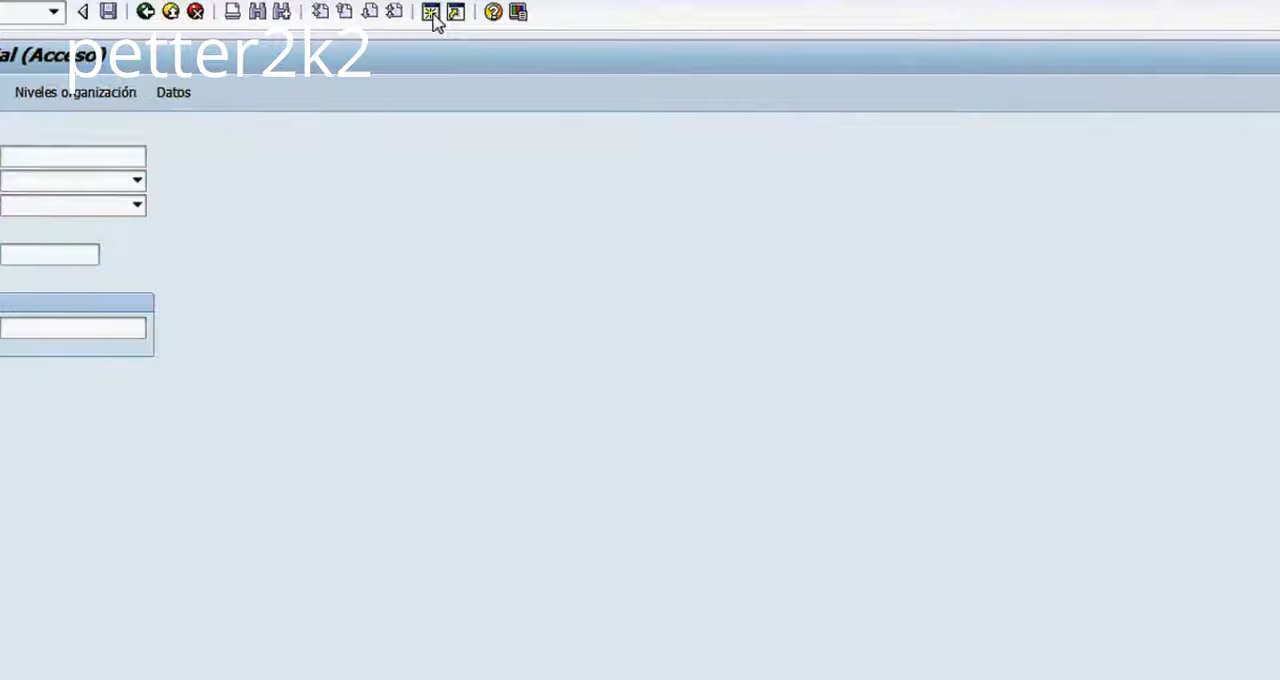 al (Acceso)
petter2k2
Niveles organización Datos